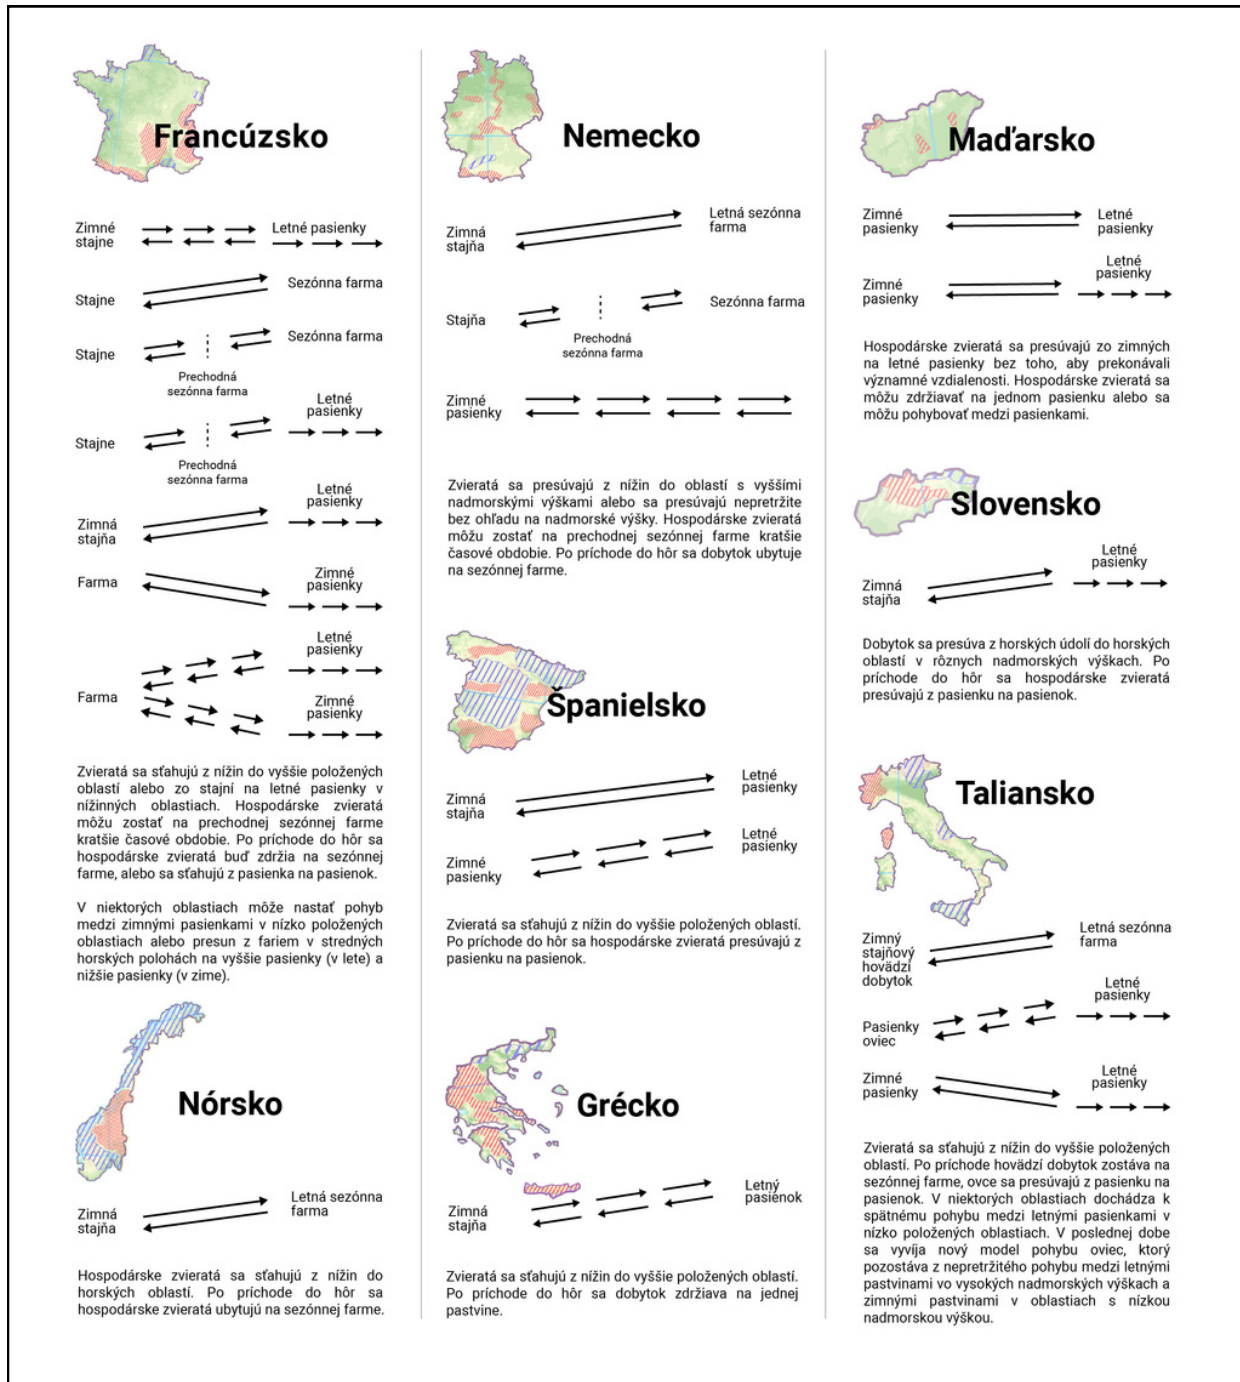 Francúzsko
Zimné
stajne
Letné pasienky
Stajne
Sezónna farma
Stajne
Sezónna farma
Prechodná
sezónna farma
Stajne
Letné
pasienky
Prechodná
sezónna farma
Zimná
stajňa
Letné
pasienky
Farma
Zimné
pasienky
Farma
Letné
pasienky
Zimné
pasienky
Zvieratá sa sťahujú z nížin do vyššie položených
oblastí alebo zo stajní na letné pasienky v
nížinných oblastiach. Hospodárske zvieratá
môžu zostať na prechodnej sezónnej farme
kratšie časové obdobie. Po príchode do hôr sa
hospodárske zvieratá buď zdržia na sezónnej
farme, alebo sa sťahujú z pasienka na pasienok.
V niektorých oblastiach môže nastať pohyb
medzi zimnými pasienkami v nízko položených
oblastiach alebo presun z fariem v stredných
horských polohách na vyššie pasienky (v lete) a
nižšie pasienky (v zime).
Nórsko
Zimná
stajňa
Letná sezónna
farma
Hospodárske zvieratá sa sťahujú z nížin do
horských oblastí. Po príchode do hôr sa
hospodárske zvieratá ubytujú na sezónnej farme.
Nemecko
Zimná
stajňa
Letná sezónna
farma
Stajňa
Sezónna farma
Prechodná
sezónna farma
Zimné
pasienky
Zvieratá sa presúvajú z nížin do oblastí s vyššími
nadmorskými výškami alebo sa presúvajú nepretržite
bez ohľadu na nadmorské výšky. Hospodárske zvieratá
môžu zostať na prechodnej sezónnej farme kratšie
časové obdobie. Po príchode do hôr sa dobytok ubytuje
na sezónnej farme.
Španielsko
Zimná
stajňa
Letné
pasienky
Zimné
pasienky
Letné
pasienky
Zvieratá sa sťahujú z nížin do vyššie položených oblastí.
Po príchode do hôr sa hospodárske zvieratá presúvajú z
pasienku na pasienok.
Grécko
Zimná
stajňa
Letný
pasienok
Zvieratá sa sťahujú z nížin do vyššie položených oblastí.
Po príchode do hôr sa dobytok zdržiava na jednej
pastvine.
Maďarsko
Zimné
pasienky
Letné
pasienky
Zimné
pasienky
Letné
pasienky
Hospodárske zvieratá sa presúvajú zo zimných
na letné pasienky bez toho, aby prekonávali
významné vzdialenosti. Hospodárske zvieratá sa
môžu zdržiavať na jednom pasienku alebo sa
môžu pohybovať medzi pasienkami.
Slovensko
Zimná
stajňa
Letné
pasienky
Dobytok sa presúva z horských údolí do horských
oblastí v rôznych nadmorských výškach. Po
príchode do hôr sa hospodárske zvieratá
presúvajú z pasienku na pasienok.
Taliansko
Zimný
stajňový
hovädzí
dobytok
Letná sezónna
farma
Pasienky
oviec
Letné
pasienky
Zimné
pasienky
Letné
pasienky
Zvieratá sa sťahujú z nížin do vyššie položených
oblastí. Po príchode hovädzí dobytok zostáva na
sezónnej farme, ovce sa presúvajú z pasienku na
pasienok. V niektorých oblastiach dochádza k
spätnému pohybu medzi letnými pasienkami v
nízko položených oblastiach. V poslednej dobe
sa vyvíja nový model pohybu oviec, ktorý
pozostáva z nepretržitého pohybu medzi letnými
pastvinami vo vysokých nadmorských výškach a
zimnými pastvinami v oblastiach s nízkou
nadmorskou výškou.